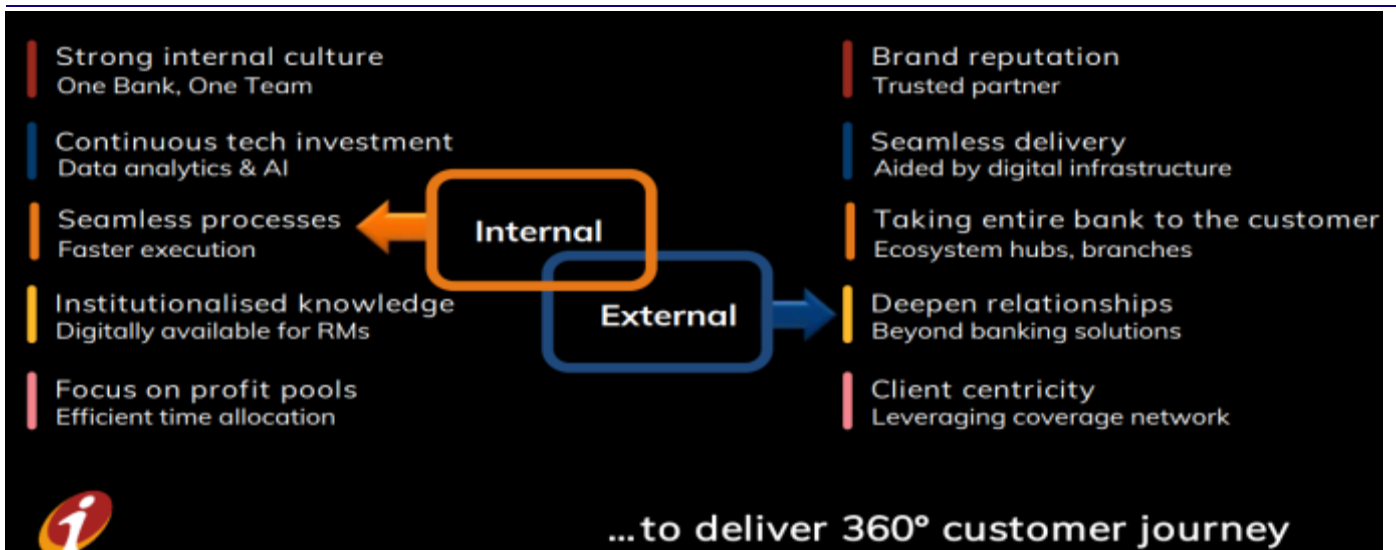 Strong internal culture
One Bank, One Team
Continuous tech investment
Data analytics & AI
Seamless processes
Faster execution
Institutionalised knowledge
Digitally available for RMs
Focus on profit pools
Efficient time allocation
Internal
External
Brand reputation
Trusted partner
Seamless delivery
Aided by digital infrastructure
Taking entire bank to the customer
Ecosystem hubs, branches
Deepen relationships
Beyond banking solutions
Client centricity
Leveraging coverage network
...to deliver 360° customer journey